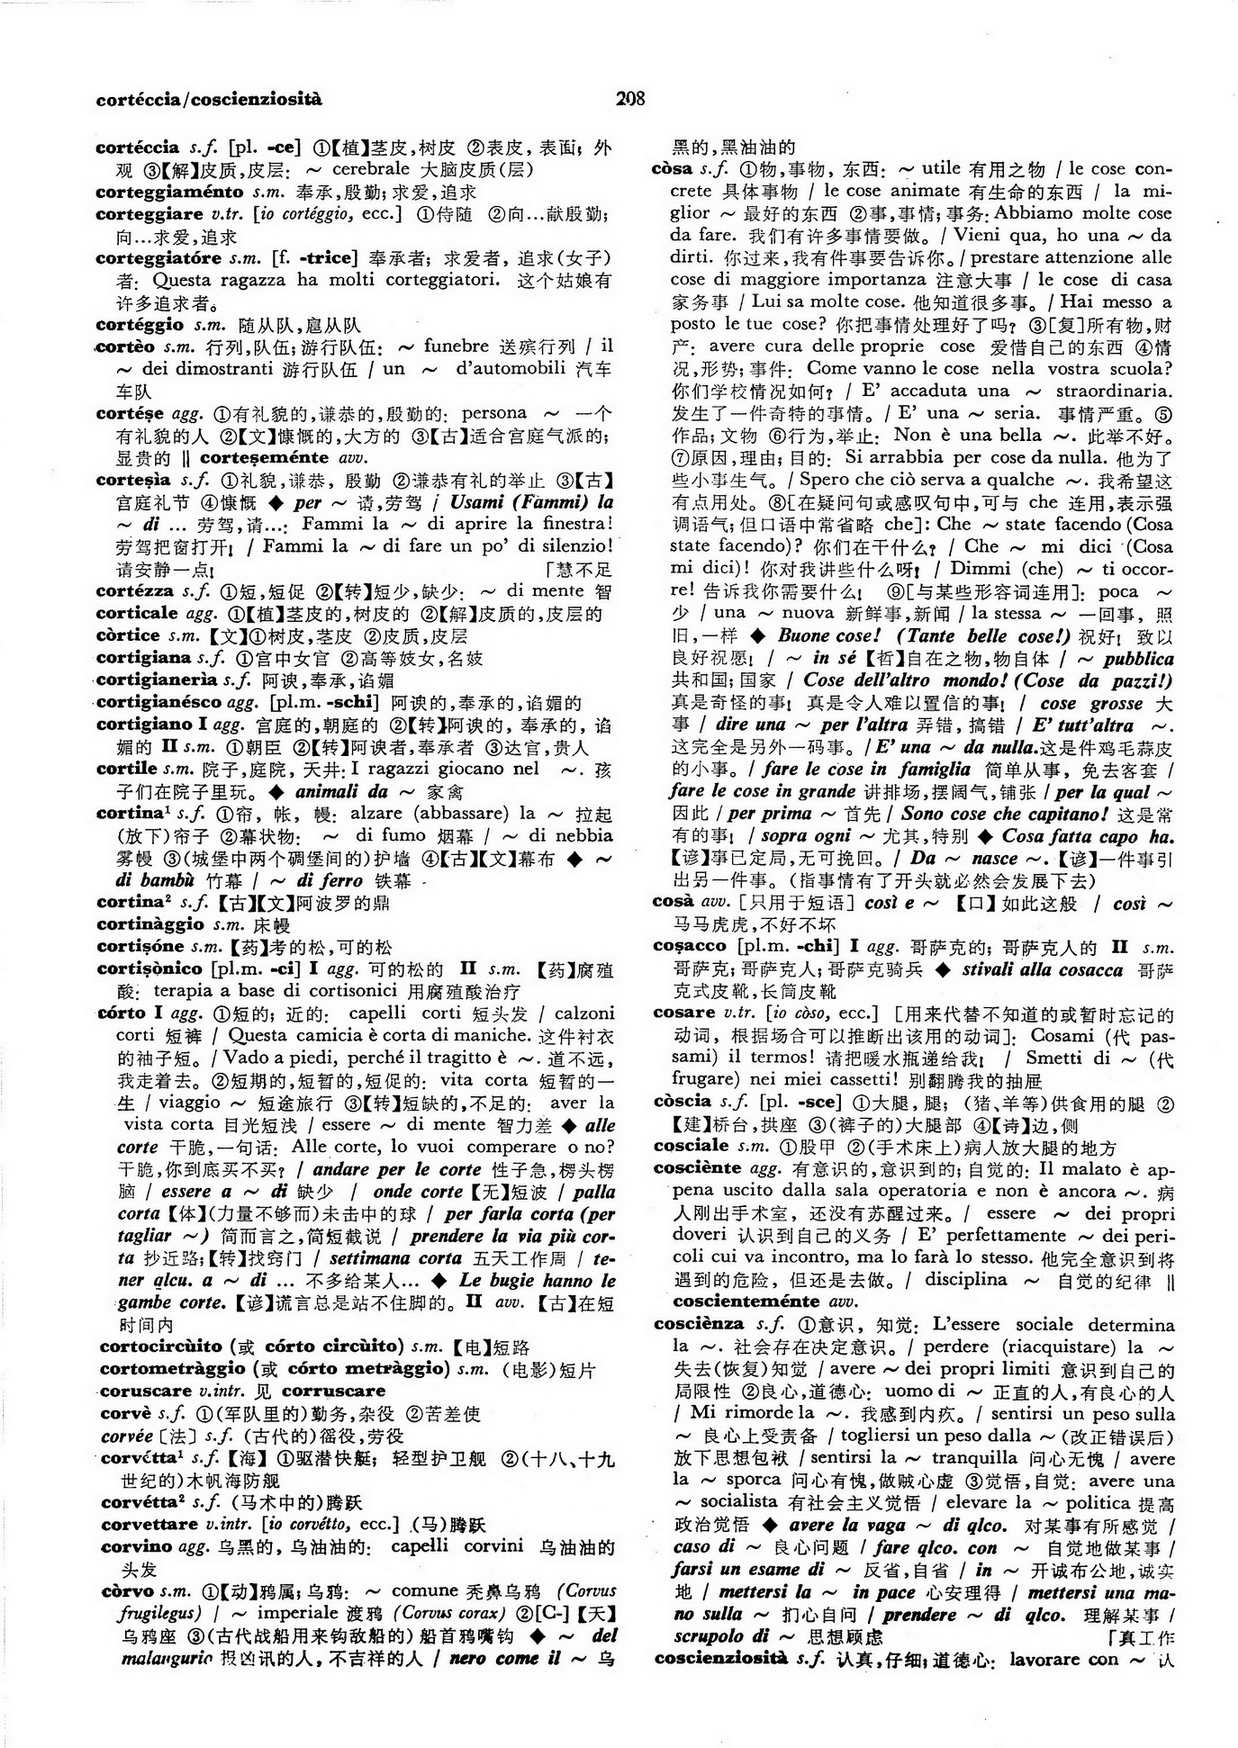 cortéccia/coscienziosità
208
cortéccia s.f. [pl. -ce] ①【植】茎皮,树皮 ②表皮, 表面; 外
观 ③【解】皮质,皮层: ～ cerebrale 大脑皮质(层)
corteggiaménto s.m. 奉承,殷勤;求爱,追求
corteggiare v.tr. [io cortéggio, ecc.] ①侍随 ②向…献殷勤;
向…求爱,追求
corteggiatóre s.m. [f. -trice] 奉承者; 求爱者, 追求(女子)
者: Questa ragazza ha molti corteggiatori. 这个姑娘有
许多追求者。
cortéggio s.m. 随从队,扈从队
cortèo s.m. 行列,队伍;游行队伍: ～ funebre 送殡行列 / il
～ dei dimostranti 游行队伍 / un ～ d'automobili 汽车
车队
cortéṣe agg. ①有礼貌的,谦恭的,殷勤的: persona ～ 一个
有礼貌的人 ②【文】慷慨的,大方的 ③【古】适合宫庭气派的;
显贵的 ‖ corteṣeménte avv.
corteṣìa s.f. ①礼貌,谦恭, 殷勤 ②谦恭有礼的举止 ③【古】
宫庭礼节 ④慷慨 ◆ per ～ 请,劳驾 / Usami (Fammi) la
～ di … 劳驾,请…: Fammi la ～ di aprire la finestra!
劳驾把窗打开! / Fammi la ～ di fare un po' di silenzio!
请安静一点! 「慧不足
cortézza s.f. ①短,短促 ②【转】短少,缺少: ～ di mente 智
corticale agg. ①【植】茎皮的,树皮的 ②【解】皮质的,皮层的
còrtice s.m. 【文】①树皮,茎皮 ②皮质,皮层
cortigiana s.f. ①宫中女官 ②高等妓女,名妓
cortigianerìa s.f. 阿谀,奉承,谄媚
cortigianésco agg. [pl.m. -schi] 阿谀的,奉承的,谄媚的
cortigiano I agg. 宫庭的,朝庭的 ②【转】阿谀的, 奉承的, 谄
媚的 II s.m. ①朝臣 ②【转】阿谀者,奉承者 ③达官,贵人
cortile s.m. 院子,庭院, 天井: I ragazzi giocano nel ～. 孩
子们在院子里玩。 ◆ animali da ～ 家禽
cortina¹ s.f. ①帘, 帐, 幔: alzare (abbassare) la ～ 拉起
(放下)帘子 ②幕状物: ～ di fumo 烟幕 / ～ di nebbia
雾幔 ③(城堡中两个碉堡间的)护墙 ④【古】【文】幕布 ◆ ～
di bambù 竹幕 / ～ di ferro 铁幕
cortina² s.f. 【古】【文】阿波罗的鼎
cortinàggio s.m. 床幔
cortiṣóne s.m. 【药】考的松,可的松
cortiṣònico [pl.m. -ci] I agg. 可的松的 II s.m. 【药】腐殖
酸: terapia a base di cortisonici 用腐殖酸治疗
córto I agg. ①短的; 近的: capelli corti 短头发 / calzoni
corti 短裤 / Questa camicia è corta di maniche. 这件衬衣
的袖子短。 / Vado a piedi, perché il tragitto è ～. 道不远,
我走着去。 ②短期的,短暂的,短促的: vita corta 短暂的一
生 / viaggio ～ 短途旅行 ③【转】短缺的,不足的: aver la
vista corta 目光短浅 / essere ～ di mente 智力差 ◆ alle
corte 干脆,一句话: Alle corte, lo vuoi comperare o no?
干脆,你到底买不买? / andare per le corte 性子急,楞头楞
脑 / essere a ～ di 缺少 / onde corte 【无】短波 / palla
corta 【体】(力量不够而)未击中的球 / per farla corta (per
tagliar ～) 简而言之,简短截说 / prendere la via più cor-
ta 抄近路;【转】找窍门 / settimana corta 五天工作周 / te-
ner qlcu. a ～ di … 不多给某人… ◆ Le bugie hanno le
gambe corte. 【谚】谎言总是站不住脚的。 II avv. 【古】在短
时间内
cortocircùito (或 córto circùito) s.m. 【电】短路
cortometràggio (或 córto metràggio) s.m. (电影)短片
coruscare v.intr. 见 corruscare
corvè s.f. ①(军队里的)勤务,杂役 ②苦差使
corvée 〔法〕 s.f. (古代的)徭役,劳役
corvétta¹ s.f. 【海】 ①驱潜快艇; 轻型护卫舰 ②(十八、十九
世纪的)木帆海防舰
corvétta² s.f. (马术中的)腾跃
corvettare v.intr. [io corvétto, ecc.] (马)腾跃
corvino agg. 乌黑的, 乌油油的: capelli corvini 乌油油的
头发
còrvo s.m. ①【动】鸦属;乌鸦: ～ comune 秃鼻乌鸦 (Corvus
frugilegus) / ～ imperiale 渡鸦 (Corvus corax) ②[C-]【天】
乌鸦座 ③(古代战船用来钩敌船的) 船首鸦嘴钩 ◆ ～ del
malaugurio 报凶讯的人, 不吉祥的人 / nero come il ～ 乌
黑的,黑油油的
còsa s.f. ①物,事物, 东西: ～ utile 有用之物 / le cose con-
crete 具体事物 / le cose animate 有生命的东西 / la mi-
glior ～ 最好的东西 ②事,事情;事务: Abbiamo molte cose
da fare. 我们有许多事情要做。 / Vieni qua, ho una ～ da
dirti. 你过来,我有件事要告诉你。 / prestare attenzione alle
cose di maggiore importanza 注意大事 / le cose di casa
家务事 / Lui sa molte cose. 他知道很多事。 / Hai messo a
posto le tue cose? 你把事情处理好了吗? ③[复]所有物,财
产: avere cura delle proprie cose 爱惜自己的东西 ④情
况,形势;事件: Come vanno le cose nella vostra scuola?
你们学校情况如何? / E' accaduta una ～ straordinaria.
发生了一件奇特的事情。 / E' una ～ seria. 事情严重。 ⑤
作品;文物 ⑥行为,举止: Non è una bella ～. 此举不好。
⑦原因,理由;目的: Si arrabbia per cose da nulla. 他为了
些小事生气。 / Spero che ciò serva a qualche ～. 我希望这
有点用处。 ⑧[在疑问句或感叹句中,可与 che 连用,表示强
调语气;但口语中常省略 che]: Che ～ state facendo (Cosa
state facendo)? 你们在干什么? / Che ～ mi dici (Cosa
mi dici)! 你对我讲些什么呀! / Dimmi (che) ～ ti occor-
re! 告诉我你需要什么! ⑨[与某些形容词连用]: poca ～
少 / una ～ nuova 新鲜事,新闻 / la stessa ～ 一回事, 照
旧,一样 ◆ Buone cose! (Tante belle cose!) 祝好! 致以
良好祝愿! / ～ in sé 【哲】自在之物,物自体 / ～ pubblica
共和国;国家 / Cose dell'altro mondo! (Cose da pazzi!)
真是奇怪的事! 真是令人难以置信的事! / cose grosse 大
事 / dire una ～ per l'altra 弄错, 搞错 / E' tutt'altra ～.
这完全是另外一码事。 / E' una ～ da nulla.这是件鸡毛蒜皮
的小事。 / fare le cose in famiglia 简单从事, 免去客套 /
fare le cose in grande 讲排场,摆阔气,铺张 / per la qual ～
因此 / per prima ～ 首先 / Sono cose che capitano! 这是常
有的事! / sopra ogni ～ 尤其,特别 ◆ Cosa fatta capo ha.
【谚】事已定局,无可挽回。 / Da ～ nasce ～. 【谚】一件事引
出另一件事。(指事情有了开头就必然会发展下去)
cosà avv. [只用于短语] così e ～ 【口】如此这般 / così ～
马马虎虎,不好不坏
coṣacco [pl.m. -chi] I agg. 哥萨克的; 哥萨克人的 II s.m.
哥萨克;哥萨克人;哥萨克骑兵 ◆ stivali alla cosacca 哥萨
克式皮靴,长筒皮靴
cosare v.tr. [io còso, ecc.] [用来代替不知道的或暂时忘记的
动词, 根据场合可以推断出该用的动词]: Cosami (代 pas-
sami) il termos! 请把暖水瓶递给我! / Smetti di ～ (代
frugare) nei miei cassetti! 别翻腾我的抽屉
còscia s.f. [pl. -sce] ①大腿,腿; (猪、羊等)供食用的腿 ②
【建】桥台,拱座 ③(裤子的)大腿部 ④【诗】边,侧
cosciale s.m. ①股甲 ②(手术床上)病人放大腿的地方
cosciènte agg. 有意识的,意识到的;自觉的: Il malato è ap-
pena uscito dalla sala operatoria e non è ancora ～. 病
人刚出手术室, 还没有苏醒过来。 / essere ～ dei propri
doveri 认识到自己的义务 / E' perfettamente ～ dei peri-
coli cui va incontro, ma lo farà lo stesso. 他完全意识到将
遇到的危险, 但还是去做。 / disciplina ～ 自觉的纪律 ‖
coscienteménte avv.
cosciènza s.f. ①意识, 知觉: L'essere sociale determina
la ～. 社会存在决定意识。 / perdere (riacquistare) la ～
失去(恢复)知觉 / avere ～ dei propri limiti 意识到自己的
局限性 ②良心,道德心: uomo di ～ 正直的人,有良心的人
/ Mi rimorde la ～. 我感到内疚。 / sentirsi un peso sulla
～ 良心上受责备 / togliersi un peso dalla ～ (改正错误后)
放下思想包袱 / sentirsi la ～ tranquilla 问心无愧 / avere
la ～ sporca 问心有愧,做贼心虚 ③觉悟,自觉: avere una
～ socialista 有社会主义觉悟 / elevare la ～ politica 提高
政治觉悟 ◆ avere la vaga ～ di qlco. 对某事有所感觉 /
caso di ～ 良心问题 / fare qlco. con ～ 自觉地做某事 /
farsi un esame di ～ 反省,自省 / in ～ 开诚布公地,诚实
地 / mettersi la ～ in pace 心安理得 / mettersi una ma-
no sulla ～ 扪心自问 / prendere ～ di qlco. 理解某事 /
scrupolo di ～ 思想顾虑 「真工作
coscienziosità s.f. 认真,仔细;道德心: lavorare con ～ 认